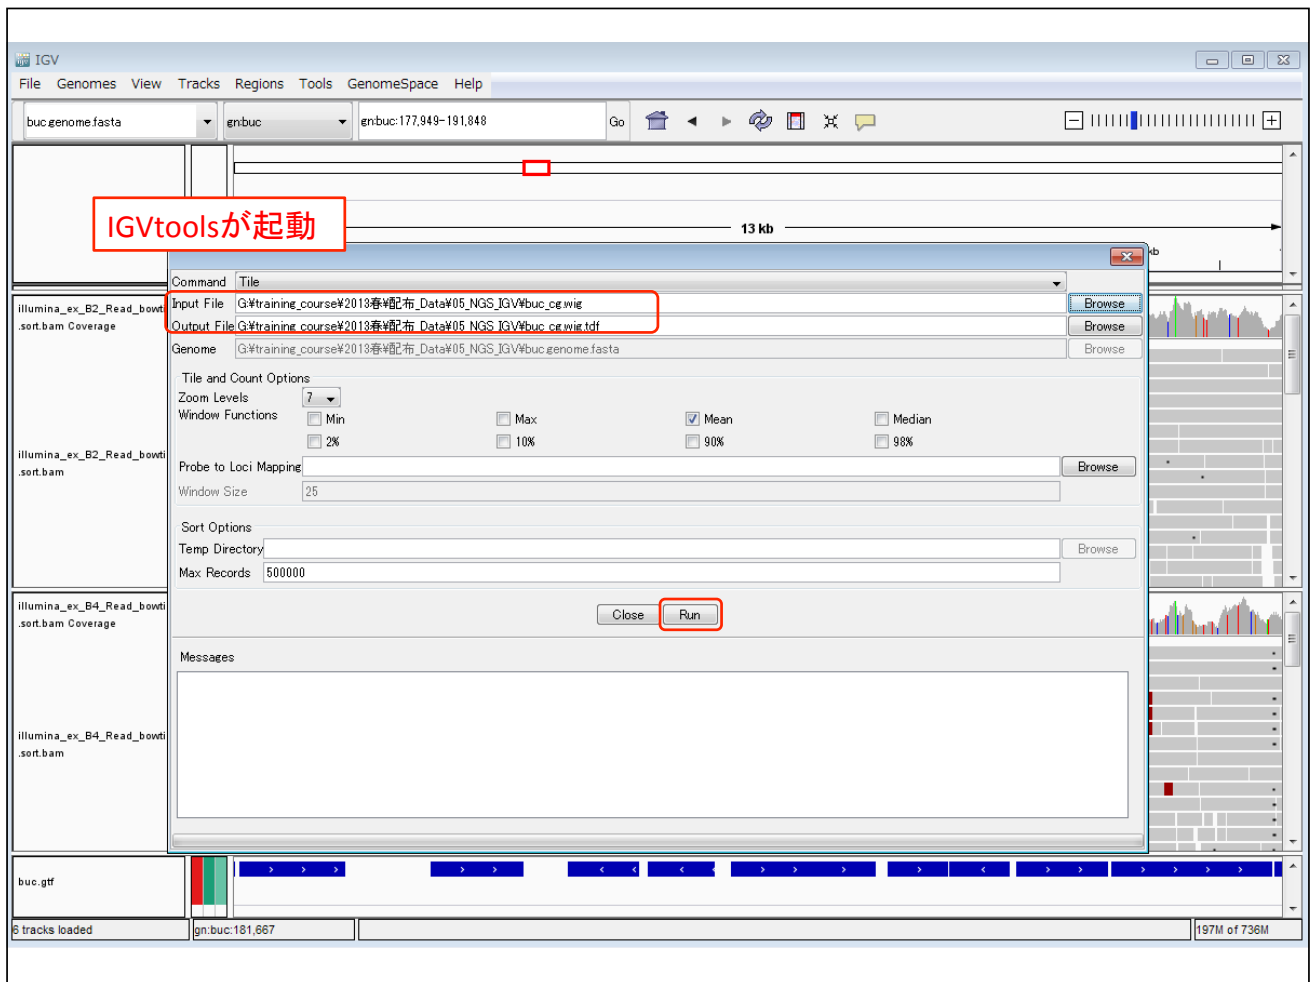 IGV
File Genomes View Tracks Regions Tools GenomeSpace Help
buc.genome.fasta gn:buc gn:buc:177,949-191,848 Go
IGVtoolsが起動
13 kb
kb
Command Tile
Input File G:¥training_course¥2013春¥配布_Data¥05_NGS_IGV¥buc_cg.wig Browse
Output File G:¥training_course¥2013春¥配布_Data¥05_NGS_IGV¥buc_cg.wig.tdf Browse
Genome G:¥training_course¥2013春¥配布_Data¥05_NGS_IGV¥buc.genome.fasta Browse
Tile and Count Options
Zoom Levels 7
Window Functions Min Max Mean Median
2% 10% 90% 98%
Probe to Loci Mapping Browse
Window Size 25
Sort Options
Temp Directory Browse
Max Records 500000
Close Run
Messages
illumina_ex_B2_Read_bowti
.sort.bam Coverage
illumina_ex_B2_Read_bowti
.sort.bam
illumina_ex_B4_Read_bowti
.sort.bam Coverage
illumina_ex_B4_Read_bowti
.sort.bam
buc.gtf
6 tracks loaded gn:buc:181,667 197M of 736M